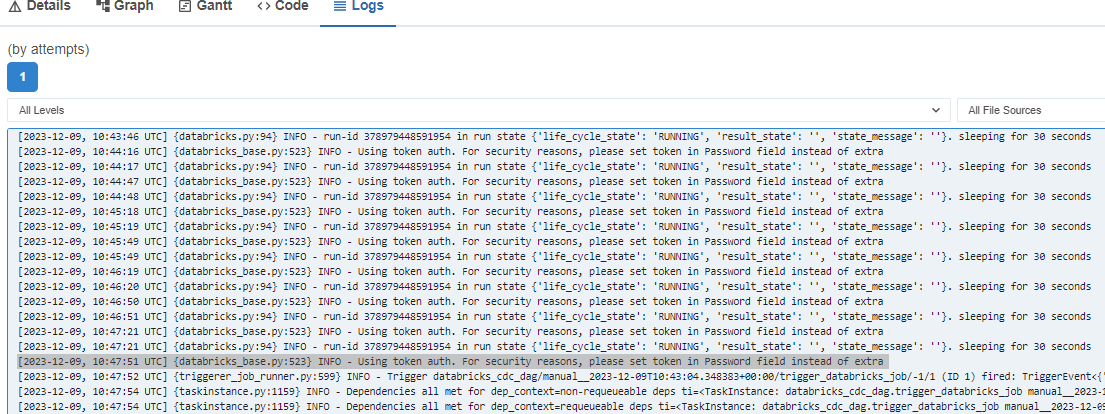 Details Graph Gantt Code Logs
(by attempts)
1
All Levels All File Sources
[2023-12-09, 10:43:46 UTC] {databricks.py:94} INFO - run-id 378979448591954 in run state {'life_cycle_state': 'RUNNING', 'result_state': '', 'state_message': ''}. sleeping for 30 seconds
[2023-12-09, 10:44:16 UTC] {databricks_base.py:523} INFO - Using token auth. For security reasons, please set token in Password field instead of extra
[2023-12-09, 10:44:17 UTC] {databricks.py:94} INFO - run-id 378979448591954 in run state {'life_cycle_state': 'RUNNING', 'result_state': '', 'state_message': ''}. sleeping for 30 seconds
[2023-12-09, 10:44:47 UTC] {databricks_base.py:523} INFO - Using token auth. For security reasons, please set token in Password field instead of extra
[2023-12-09, 10:44:48 UTC] {databricks.py:94} INFO - run-id 378979448591954 in run state {'life_cycle_state': 'RUNNING', 'result_state': '', 'state_message': ''}. sleeping for 30 seconds
[2023-12-09, 10:45:18 UTC] {databricks_base.py:523} INFO - Using token auth. For security reasons, please set token in Password field instead of extra
[2023-12-09, 10:45:19 UTC] {databricks.py:94} INFO - run-id 378979448591954 in run state {'life_cycle_state': 'RUNNING', 'result_state': '', 'state_message': ''}. sleeping for 30 seconds
[2023-12-09, 10:45:49 UTC] {databricks_base.py:523} INFO - Using token auth. For security reasons, please set token in Password field instead of extra
[2023-12-09, 10:45:49 UTC] {databricks.py:94} INFO - run-id 378979448591954 in run state {'life_cycle_state': 'RUNNING', 'result_state': '', 'state_message': ''}. sleeping for 30 seconds
[2023-12-09, 10:46:19 UTC] {databricks_base.py:523} INFO - Using token auth. For security reasons, please set token in Password field instead of extra
[2023-12-09, 10:46:20 UTC] {databricks.py:94} INFO - run-id 378979448591954 in run state {'life_cycle_state': 'RUNNING', 'result_state': '', 'state_message': ''}. sleeping for 30 seconds
[2023-12-09, 10:46:50 UTC] {databricks_base.py:523} INFO - Using token auth. For security reasons, please set token in Password field instead of extra
[2023-12-09, 10:46:51 UTC] {databricks.py:94} INFO - run-id 378979448591954 in run state {'life_cycle_state': 'RUNNING', 'result_state': '', 'state_message': ''}. sleeping for 30 seconds
[2023-12-09, 10:47:21 UTC] {databricks_base.py:523} INFO - Using token auth. For security reasons, please set token in Password field instead of extra
[2023-12-09, 10:47:21 UTC] {databricks.py:94} INFO - run-id 378979448591954 in run state {'life_cycle_state': 'RUNNING', 'result_state': '', 'state_message': ''}. sleeping for 30 seconds
[2023-12-09, 10:47:51 UTC] {databricks_base.py:523} INFO - Using token auth. For security reasons, please set token in Password field instead of extra
[2023-12-09, 10:47:52 UTC] {triggerer_job_runner.py:599} INFO - Trigger databricks_cdc_dag/manual__2023-12-09T10:43:04.348383+00:00/trigger_databricks_job/-1/1 (ID 1) fired: TriggerEvent<{'
[2023-12-09, 10:47:54 UTC] {taskinstance.py:1159} INFO - Dependencies all met for dep_context=non-requeueable deps ti=<TaskInstance: databricks_cdc_dag.trigger_databricks_job manual__2023-1
[2023-12-09, 10:47:54 UTC] {taskinstance.py:1159} INFO - Dependencies all met for dep_context=requeueable deps ti=<TaskInstance: databricks_cdc_dag.trigger_databricks_job manual__2023-12-09